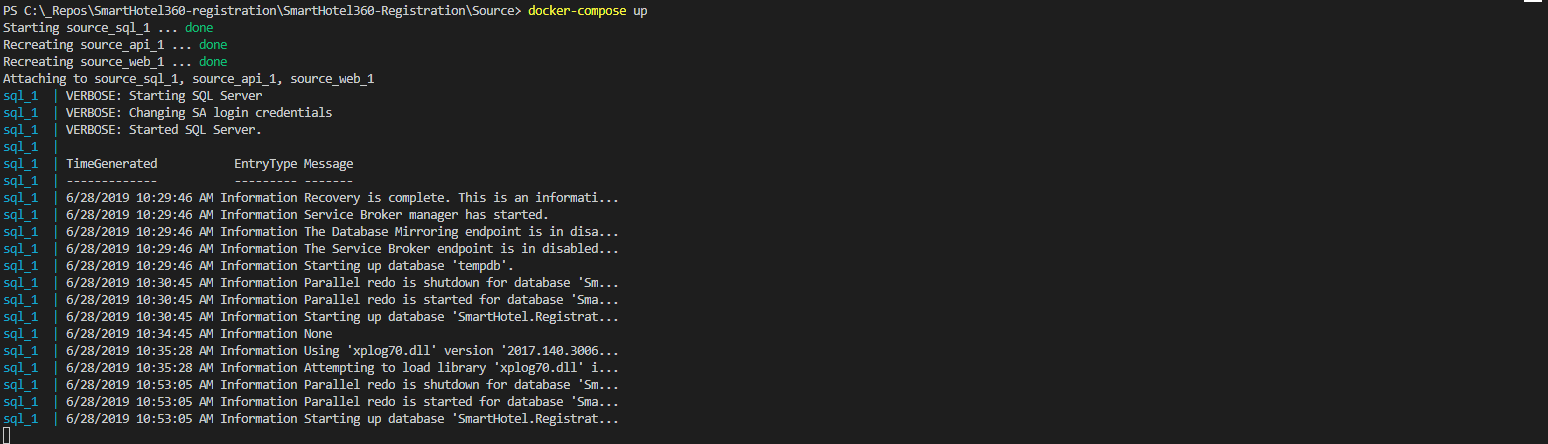 PS C:\_Repos\SmartHotel360-registration\SmartHotel360-Registration\Source> docker-compose up
Starting source_sql_1 ... done
Recreating source_api_1 ... done
Recreating source_web_1 ... done
Attaching to source_sql_1, source_api_1, source_web_1
sql_1  | VERBOSE: Starting SQL Server
sql_1  | VERBOSE: Changing SA login credentials
sql_1  | VERBOSE: Started SQL Server.
sql_1  |
sql_1  | TimeGenerated           EntryType Message
sql_1  | -------------           --------- -------
sql_1  | 6/28/2019 10:29:46 AM Information Recovery is complete. This is an informati...
sql_1  | 6/28/2019 10:29:46 AM Information Service Broker manager has started.
sql_1  | 6/28/2019 10:29:46 AM Information The Database Mirroring endpoint is in disa...
sql_1  | 6/28/2019 10:29:46 AM Information The Service Broker endpoint is in disabled...
sql_1  | 6/28/2019 10:29:46 AM Information Starting up database 'tempdb'.
sql_1  | 6/28/2019 10:30:45 AM Information Parallel redo is shutdown for database 'Sm...
sql_1  | 6/28/2019 10:30:45 AM Information Parallel redo is started for database 'Sma...
sql_1  | 6/28/2019 10:30:45 AM Information Starting up database 'SmartHotel.Registrat...
sql_1  | 6/28/2019 10:34:45 AM Information None
sql_1  | 6/28/2019 10:35:28 AM Information Using 'xplog70.dll' version '2017.140.3006...
sql_1  | 6/28/2019 10:35:28 AM Information Attempting to load library 'xplog70.dll' i...
sql_1  | 6/28/2019 10:53:05 AM Information Parallel redo is shutdown for database 'Sm...
sql_1  | 6/28/2019 10:53:05 AM Information Parallel redo is started for database 'Sma...
sql_1  | 6/28/2019 10:53:05 AM Information Starting up database 'SmartHotel.Registrat...